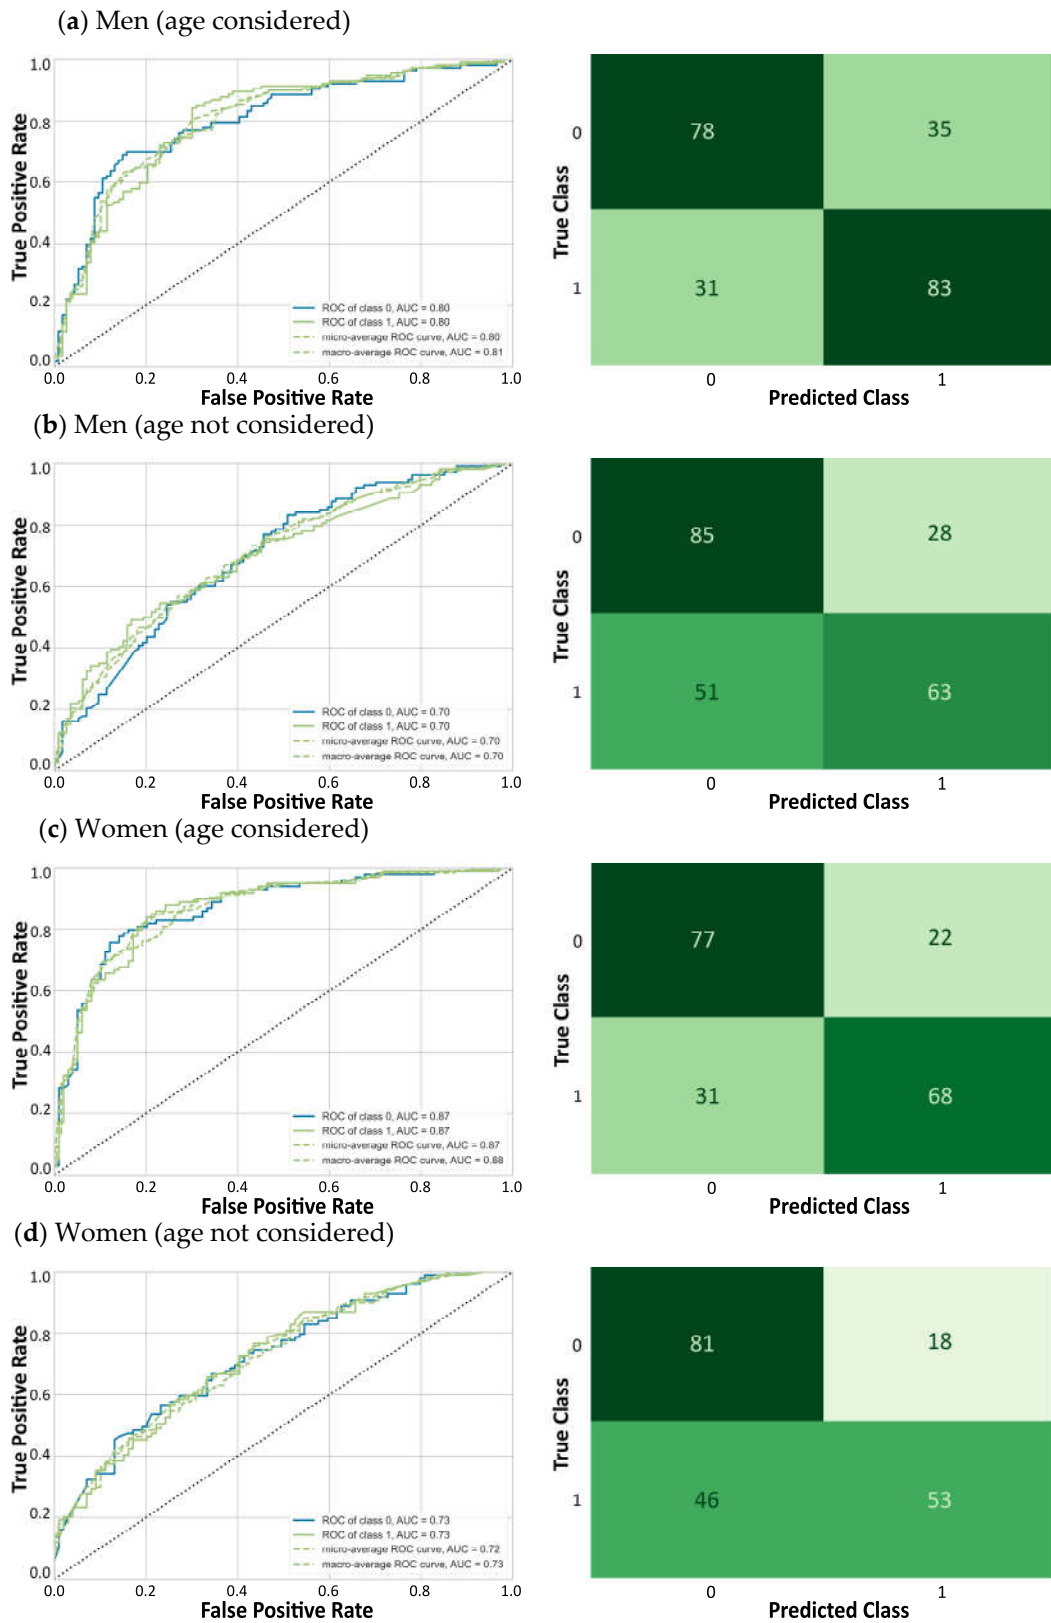 (a) Men (age considered)
True Positive Rate
1.0
0.8
0.6
0.4
0.2
0.0
ROC of class 0, AUC = 0.80
ROC of class 1, AUC = 0.80
micro-average ROC curve, AUC = 0.80
macro-average ROC curve, AUC = 0.81
0.0 0.2 0.4 0.6 0.8 1.0
False Positive Rate
True Class
0 78 35
1 31 83
0 1
Predicted Class
(b) Men (age not considered)
True Positive Rate
1.0
0.8
0.6
0.4
0.2
0.0
ROC of class 0, AUC = 0.70
ROC of class 1, AUC = 0.70
micro-average ROC curve, AUC = 0.70
macro-average ROC curve, AUC = 0.70
0.0 0.2 0.4 0.6 0.8 1.0
False Positive Rate
True Class
0 85 28
1 51 63
0 1
Predicted Class
(c) Women (age considered)
True Positive Rate
1.0
0.8
0.6
0.4
0.2
0.0
ROC of class 0, AUC = 0.87
ROC of class 1, AUC = 0.87
micro-average ROC curve, AUC = 0.87
macro-average ROC curve, AUC = 0.88
0.0 0.2 0.4 0.6 0.8 1.0
False Positive Rate
True Class
0 77 22
1 31 68
0 1
Predicted Class
(d) Women (age not considered)
True Positive Rate
1.0
0.8
0.6
0.4
0.2
0.0
ROC of class 0, AUC = 0.73
ROC of class 1, AUC = 0.73
micro-average ROC curve, AUC = 0.72
macro-average ROC curve, AUC = 0.73
0.0 0.2 0.4 0.6 0.8 1.0
False Positive Rate
True Class
0 81 18
1 46 53
0 1
Predicted Class